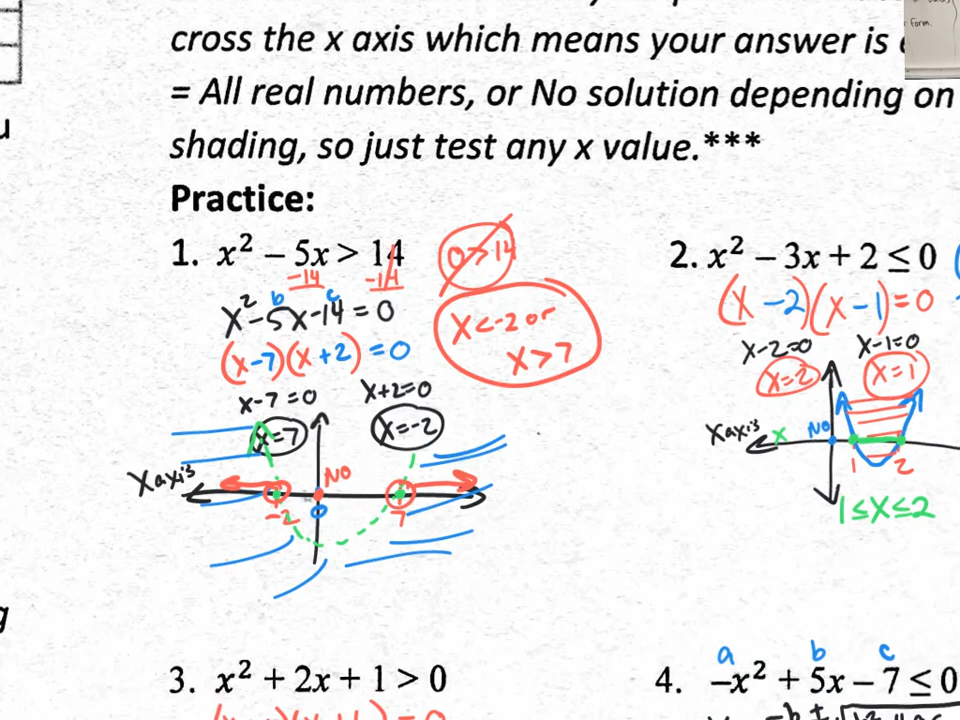 Form.
cross the x axis which means your answer is
= All real numbers, or No solution depending on
shading, so just test any x value.***
Practice:
1. x² – 5x > 14
-14 -14
0 > 14
b c
x² - 5x - 14 = 0
(x - 7)(x + 2) = 0
x - 7 = 0 x + 2 = 0
x = 7 x = -2
x < -2 or
x > 7
X axis
NO
-2 0 7
2. x² – 3x + 2 ≤ 0
(x - 2)(x - 1) = 0
x - 2 = 0 x - 1 = 0
x = 2 x = 1
X axis x NO
1 2
1 ≤ x ≤ 2
3. x² + 2x + 1 > 0
a b c
4. –x² + 5x – 7 ≤ 0